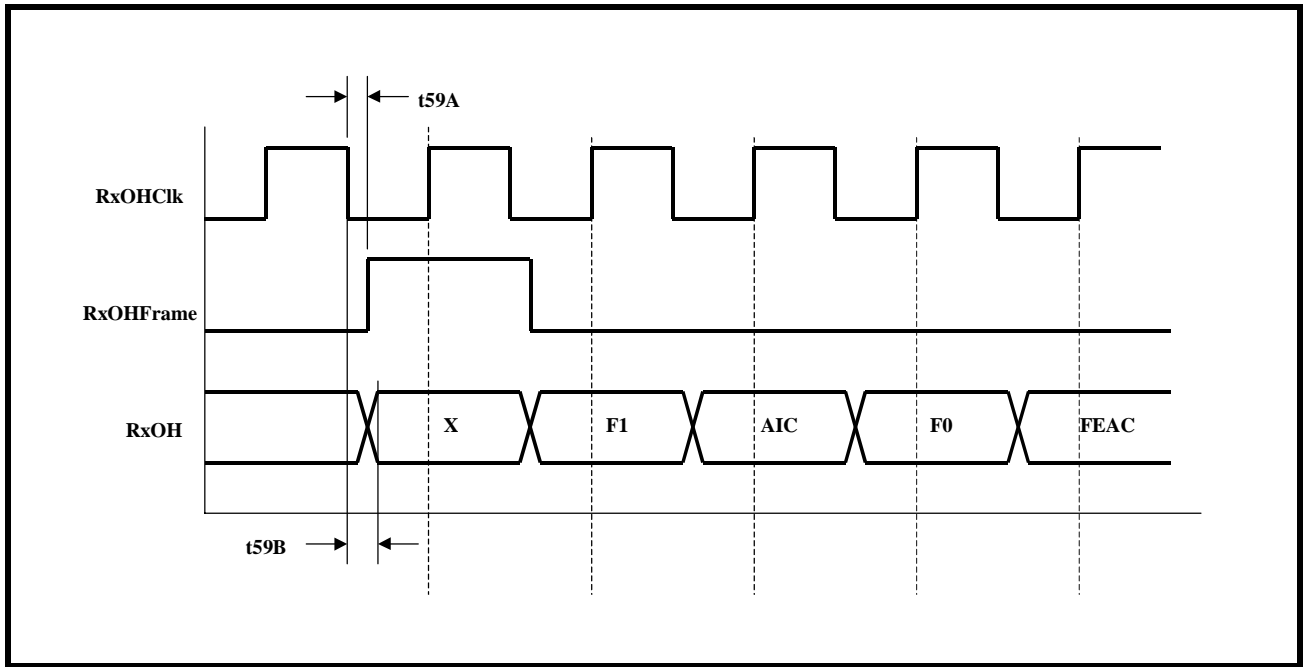 t59A
RxOHClk
RxOHFrame
RxOH
X
F1
AIC
F0
FEAC
t59B